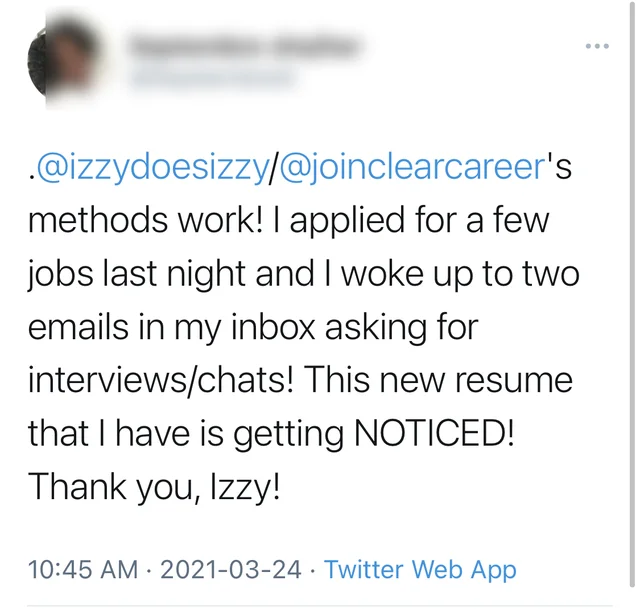 .@izzydoesizzy/@joinclearcareer's
methods work! I applied for a few
jobs last night and I woke up to two
emails in my inbox asking for
interviews/chats! This new resume
that I have is getting NOTICED!
Thank you, Izzy!
10:45 AM · 2021-03-24 · Twitter Web App